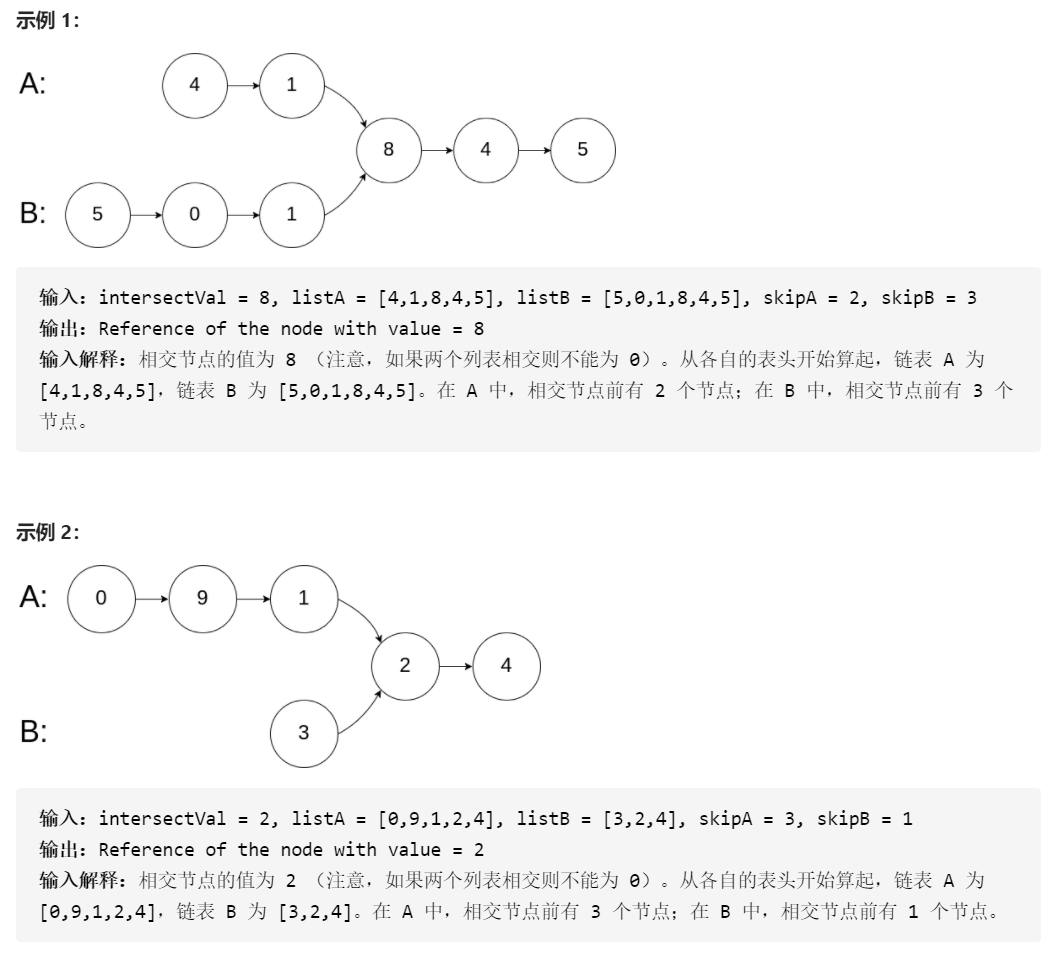 示例 1：
A:
4
1
8
4
5
B:
5
0
1
输入：intersectVal = 8, listA = [4,1,8,4,5], listB = [5,0,1,8,4,5], skipA = 2, skipB = 3
输出：Reference of the node with value = 8
输入解释：相交节点的值为 8 （注意，如果两个列表相交则不能为 0）。从各自的表头开始算起，链表 A 为
[4,1,8,4,5]，链表 B 为 [5,0,1,8,4,5]。在 A 中，相交节点前有 2 个节点；在 B 中，相交节点前有 3 个
节点。
示例 2：
A:
0
9
1
2
4
B:
3
输入：intersectVal = 2, listA = [0,9,1,2,4], listB = [3,2,4], skipA = 3, skipB = 1
输出：Reference of the node with value = 2
输入解释：相交节点的值为 2 （注意，如果两个列表相交则不能为 0）。从各自的表头开始算起，链表 A 为
[0,9,1,2,4]，链表 B 为 [3,2,4]。在 A 中，相交节点前有 3 个节点；在 B 中，相交节点前有 1 个节点。